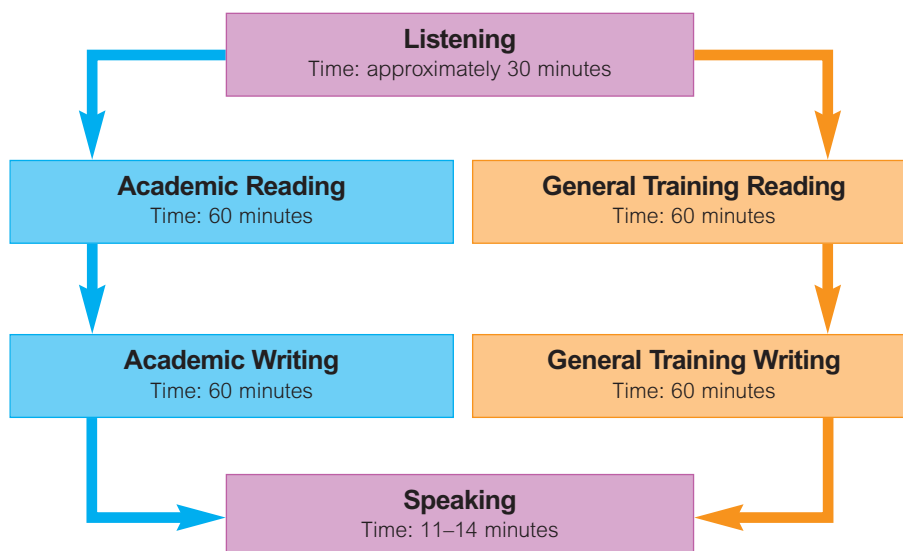 Listening
Time: approximately 30 minutes
Academic Reading
Time: 60 minutes
General Training Reading
Time: 60 minutes
Academic Writing
Time: 60 minutes
General Training Writing
Time: 60 minutes
Speaking
Time: 11–14 minutes